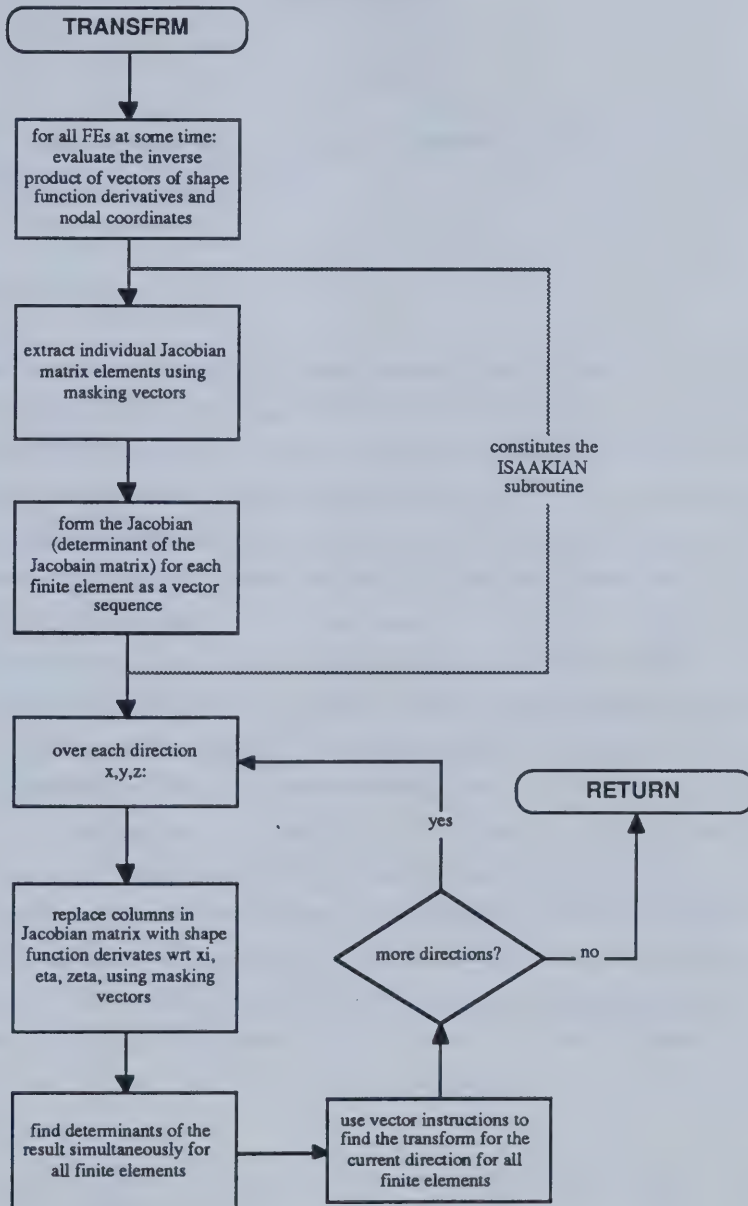 TRANSFRM
for all FEs at some time:
evaluate the inverse
product of vectors of shape
function derivatives and
nodal coordinates
extract individual Jacobian
matrix elements using
masking vectors
constitutes the
ISAAKIAN
subroutine
form the Jacobian
(determinant of the
Jacobain matrix) for each
finite element as a vector
sequence
over each direction
x,y,z:
RETURN
yes
replace columns in
Jacobian matrix with shape
function derivates wrt xi,
eta, zeta, using masking
vectors
more directions?
no
find determinants of the
result simultaneously for
all finite elements
use vector instructions to
find the transform for the
current direction for all
finite elements